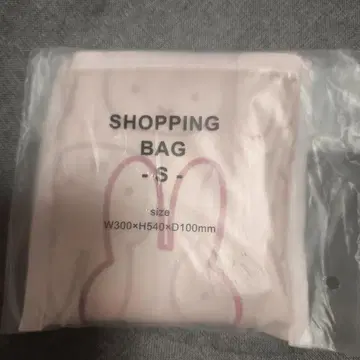 SHOPPING
BAG
- S -
size
W300×H540×D100mm